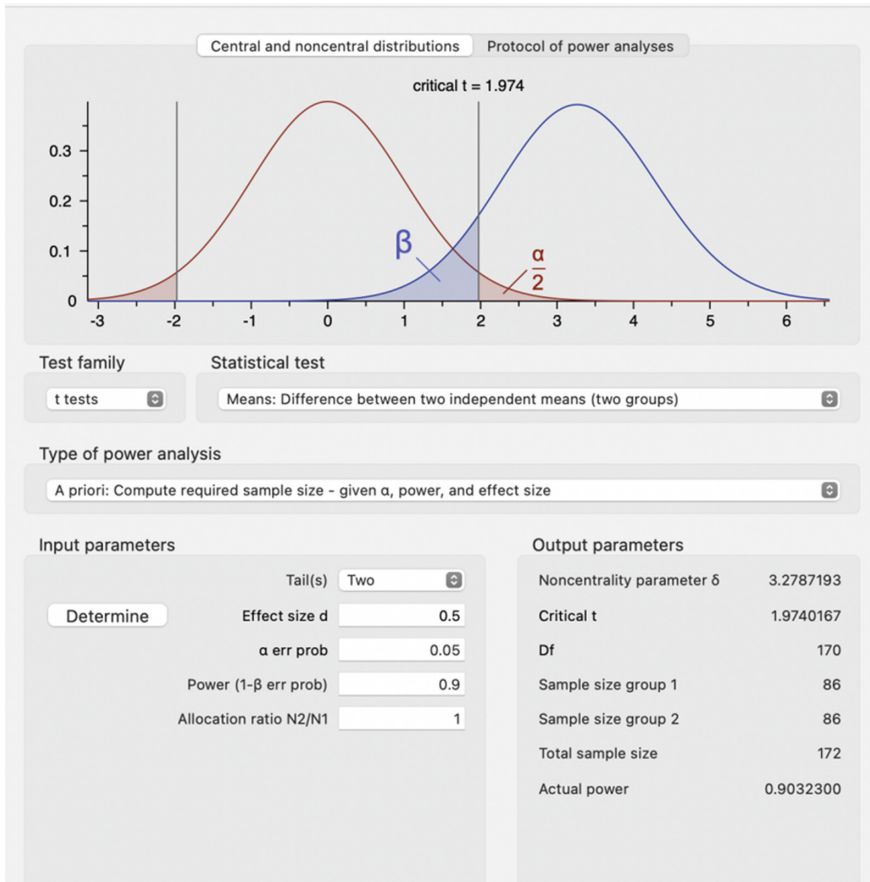 Central and noncentral distributions Protocol of power analyses
critical t = 1.974
0.3
0.2
0.1
0
β
α
2
-3 -2 -1 0 1 2 3 4 5 6
Test family Statistical test
t tests Means: Difference between two independent means (two groups)
Type of power analysis
A priori: Compute required sample size - given α, power, and effect size
Input parameters Output parameters
Tail(s) Two Noncentrality parameter δ 3.2787193
Determine Effect size d 0.5 Critical t 1.9740167
α err prob 0.05 Df 170
Power (1-β err prob) 0.9 Sample size group 1 86
Allocation ratio N2/N1 1 Sample size group 2 86
Total sample size 172
Actual power 0.9032300